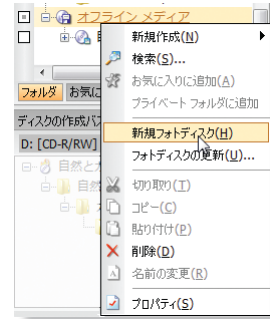 オフライン メディア
新規作成(N)
検索(S)...
お気に入りに追加(A)
プライベート フォルダに追加
フォルダ お気に
新規フォトディスク(H)
フォトディスクの更新(U)...
ディスクの作成バス
D: [CD-R/RW]
自然と
自然
切り取り(T)
コピー(C)
貼り付け(P)
削除(D)
名前の変更(R)
プロパティ(S)